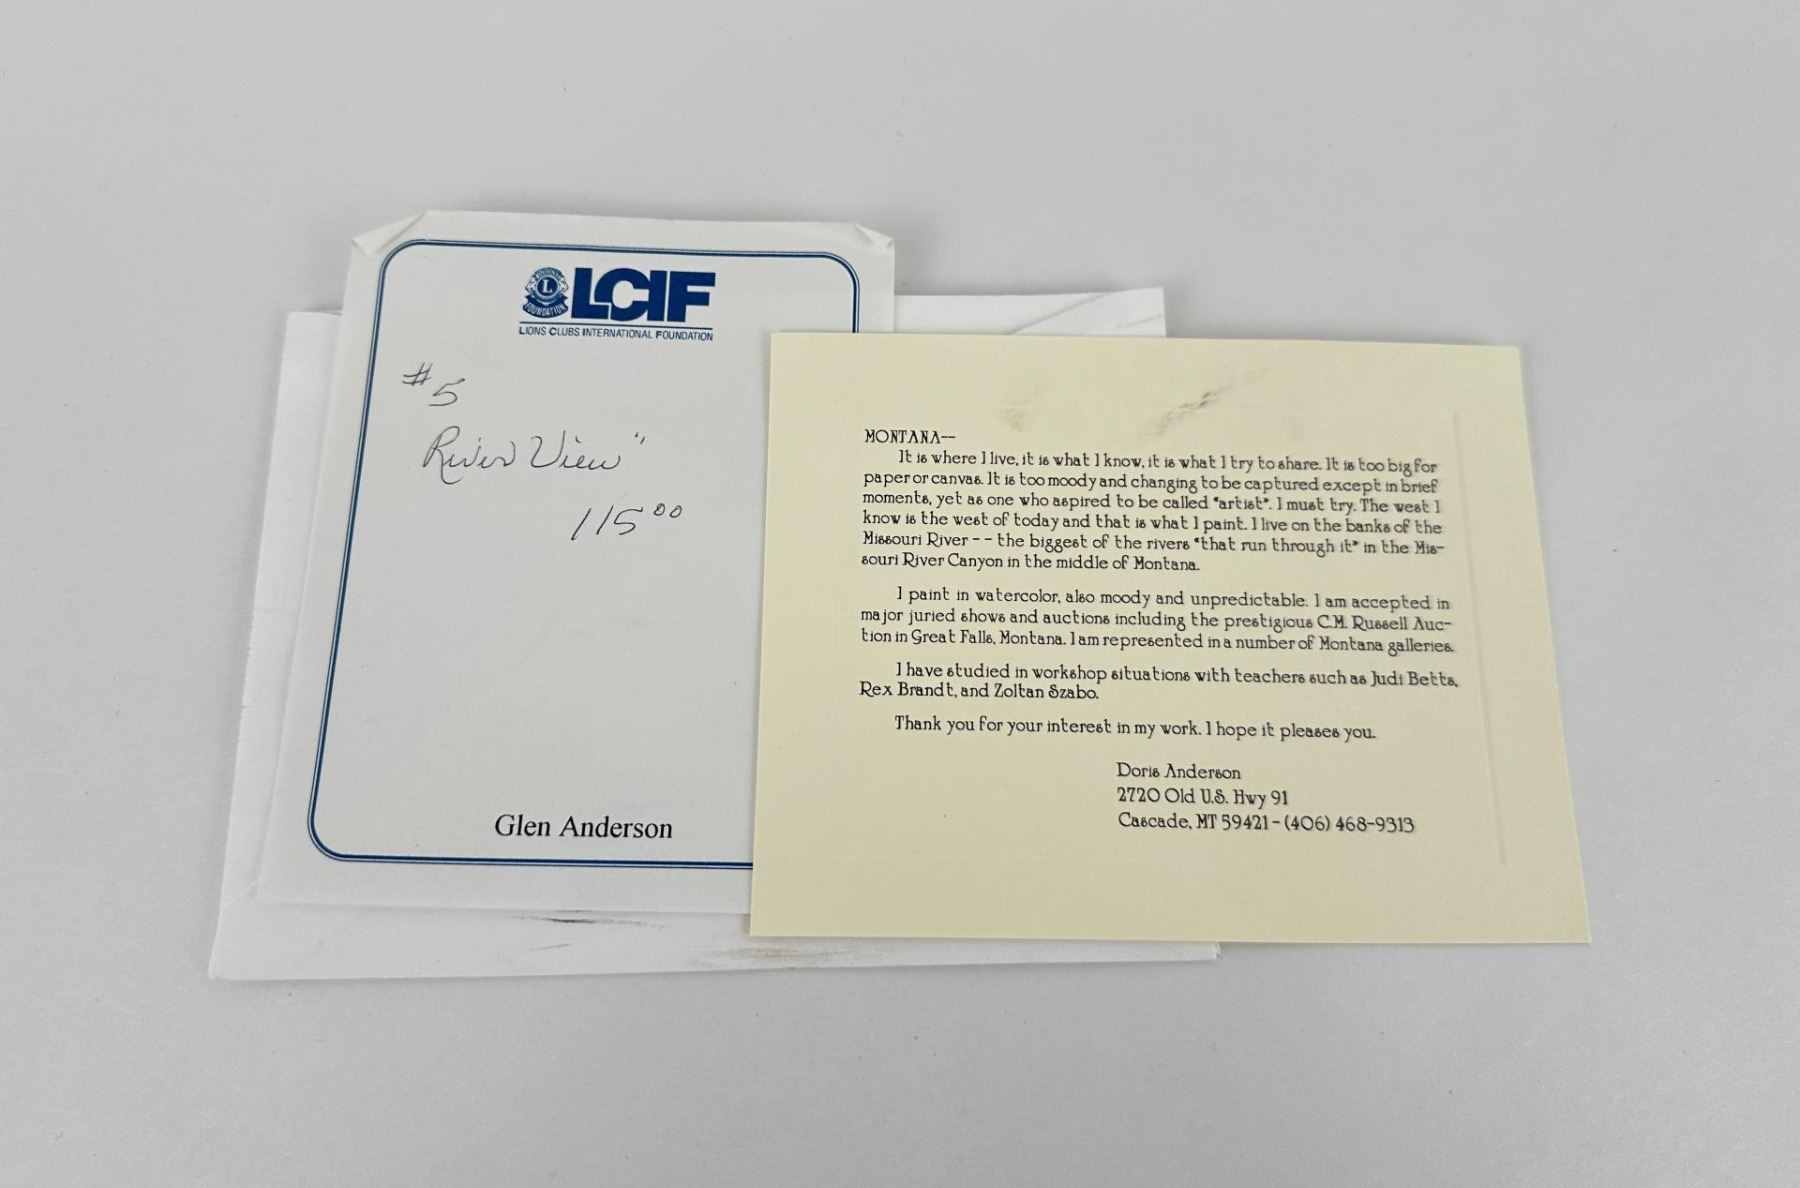 L
FOUNDATION
LCIF
LIONS CLUBS INTERNATIONAL FOUNDATION
#5
River View"
115⁰⁰
Glen Anderson
MONTANA--
It is where I live, it is what I know, it is what I try to share. It is too big for
paper or canvas. It is too moody and changing to be captured except in brief
moments, yet as one who aspired to be called "artist". I must try. The west I
know is the west of today and that is what I paint. I live on the banks of the
Missouri River -- the biggest of the rivers "that run through it" in the Mis-
souri River Canyon in the middle of Montana.
I paint in watercolor, also moody and unpredictable. I am accepted in
major juried shows and auctions including the prestigious C.M. Russell Auc-
tion in Great Falls, Montana. I am represented in a number of Montana galleries.
I have studied in workshop situations with teachers such as Judi Betts,
Rex Brandt, and Zoltan Szabo.
Thank you for your interest in my work. I hope it pleases you.
Doris Anderson
2720 Old U.S. Hwy 91
Cascade, MT 59421 - (406) 468-9313